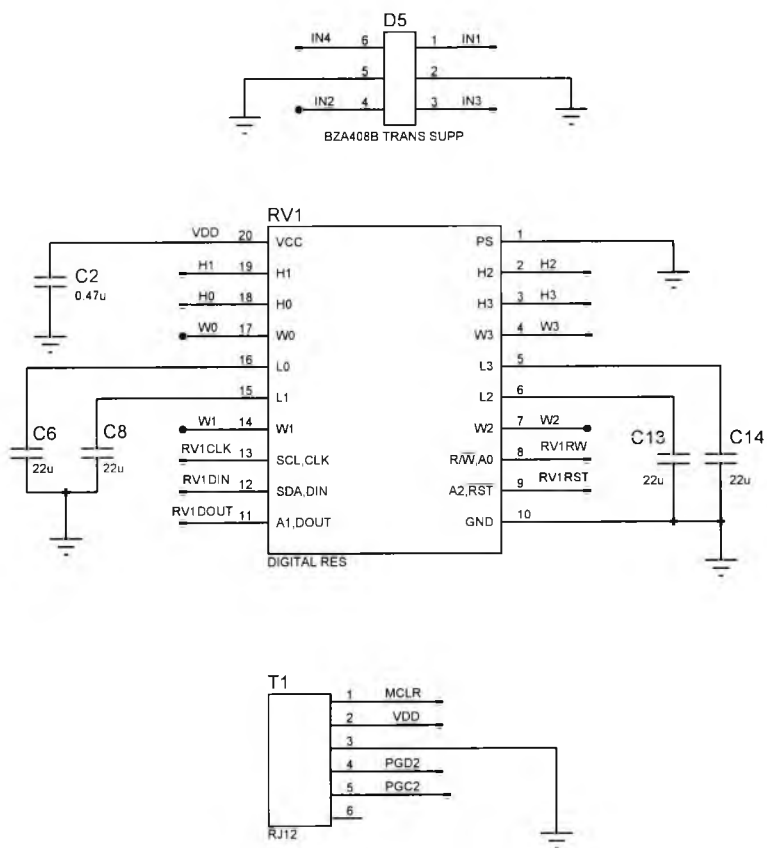 D5
IN4 6 1 IN1
5 2
IN2 4 3 IN3
BZA408B TRANS SUPP
RV1
VDD 20 VCC PS 1
H1 19 H1 H2 2 H2
C2
0.47u
H0 18 H0 H3 3 H3
W0 17 W0 W3 4 W3
16 L0 L3 5
15 L1 L2 6
C6 C8 W1 14 W1 W2 7 W2 C13 C14
22u 22u RV1CLK 13 SCL,CLK R/W,A0 8 RV1RW 22u 22u
RV1DIN 12 SDA,DIN A2,RST 9 RV1RST
RV1DOUT 11 A1,DOUT GND 10
DIGITAL RES
T1
1 MCLR
2 VDD
3
4 PGD2
5 PGC2
6
RJ12